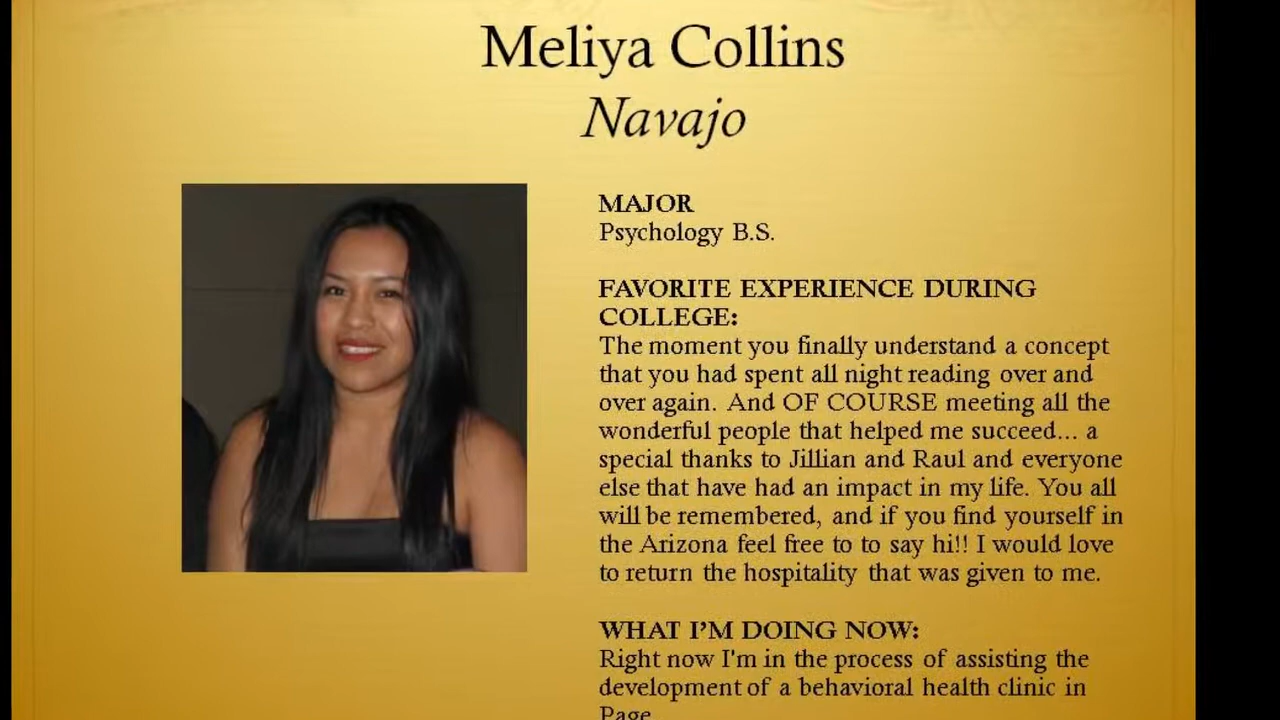 Meliya Collins
Navajo
MAJOR
Psychology B.S.
FAVORITE EXPERIENCE DURING
COLLEGE:
The moment you finally understand a concept
that you had spent all night reading over and
over again. And OF COURSE meeting all the
wonderful people that helped me succeed... a
special thanks to Jillian and Raul and everyone
else that have had an impact in my life. You all
will be remembered, and if you find yourself in
the Arizona feel free to to say hi!! I would love
to return the hospitality that was given to me.
WHAT I'M DOING NOW:
Right now I'm in the process of assisting the
development of a behavioral health clinic in
Page